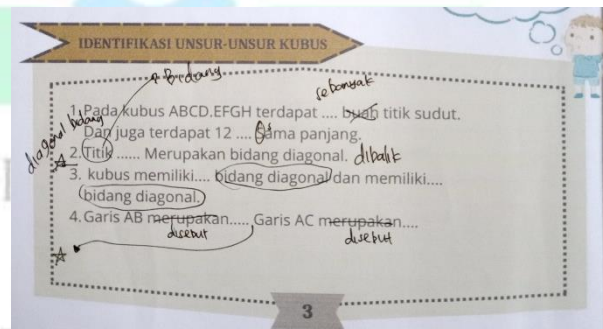 IDENTIFIKASI UNSUR-UNSUR KUBUS
Bidang
sebanyak
1. Pada kubus ABCD.EFGH terdapat .... buah titik sudut.
Dan juga terdapat 12 .... Sama panjang.
diagonal bidang
2. Titik ...... Merupakan bidang diagonal. dibalik
3. kubus memiliki.... bidang diagonal dan memiliki....
bidang diagonal.
4. Garis AB merupakan..... Garis AC merupakan....
disebut disebut
3